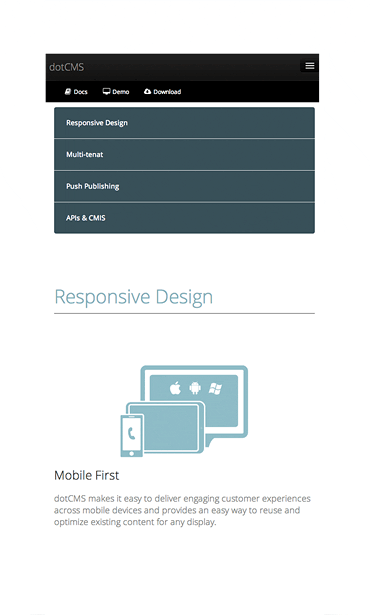 dotCMS
Docs Demo Download
Responsive Design
Multi-tenat
Push Publishing
APIs & CMIS
Responsive Design
Mobile First
dotCMS makes it easy to deliver engaging customer experiences
across mobile devices and provides an easy way to reuse and
optimize existing content for any display.